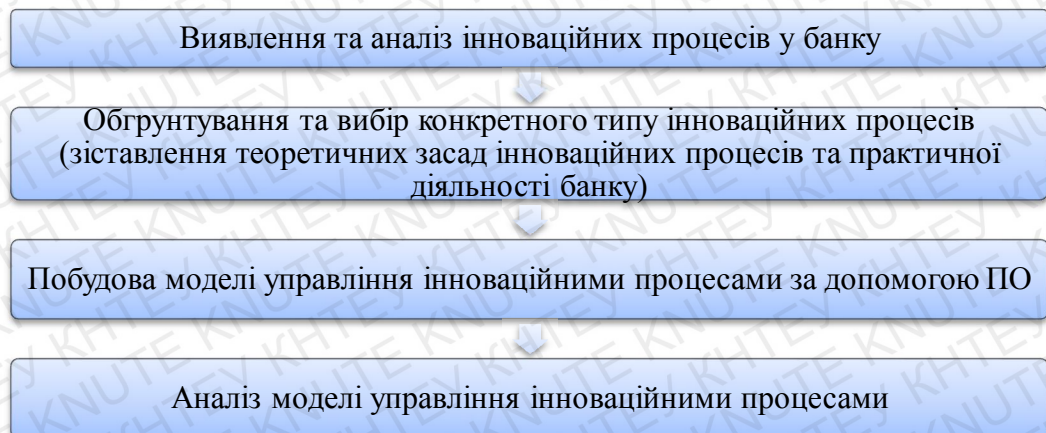 Виявлення та аналіз інноваційних процесів у банку
Обгрунтування та вибір конкретного типу інноваційних процесів
(зіставлення теоретичних засад інноваційних процесів та практичної
діяльності банку)
Побудова моделі управління інноваційними процесами за допомогою ПО
Аналіз моделі управління інноваційними процесами